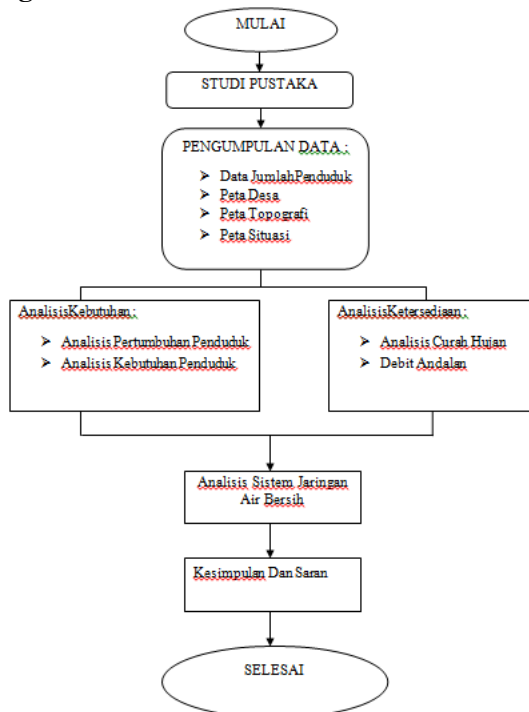 MULAI
STUDI PUSTAKA
PENGUMPULAN DATA :
Data JumlahPenduduk
Peta Desa
Peta Topografi
Peta Situasi
AnalisisKebutuhan :
Analisis Pertumbuhan Penduduk
Analisis Kebutuhan Penduduk
AnalisisKetersediaan :
Analisis Curah Hujan
Debit Andalan
Analisis Sistem Jaringan
Air Bersih
Kesimpulan Dan Saran
SELESAI